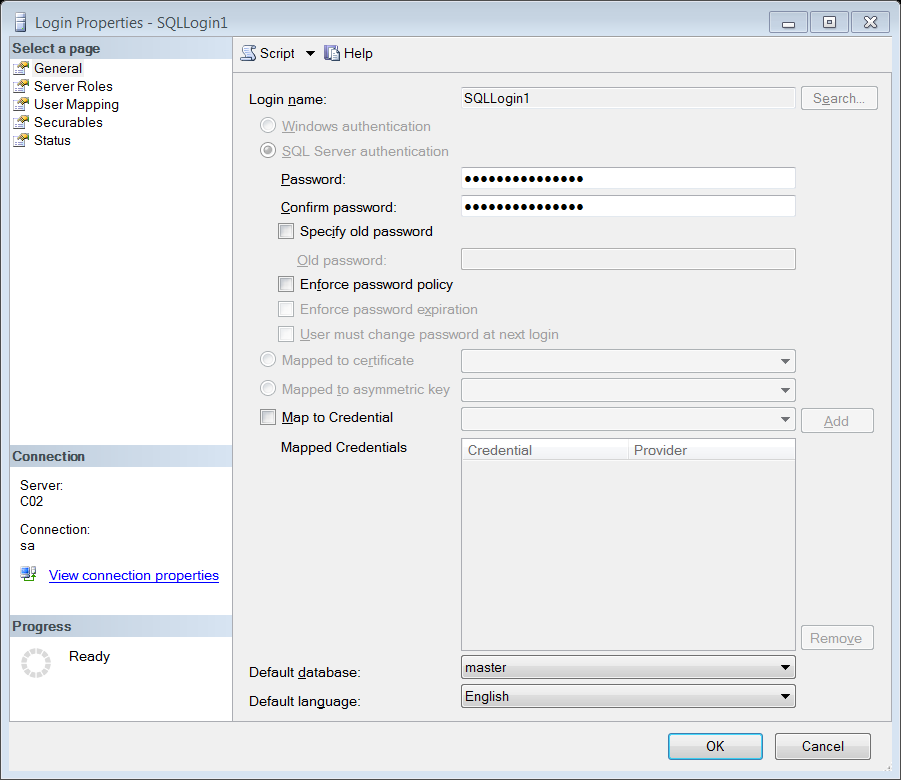 Login Properties - SQLLogin1
Select a page
General
Server Roles
User Mapping
Securables
Status
Connection
Server:
C02
Connection:
sa
View connection properties
Progress
Ready
Script
Help
Login name:
SQLLogin1
Search...
Windows authentication
SQL Server authentication
Password:
●●●●●●●●●●●●●●●
Confirm password:
●●●●●●●●●●●●●●●
Specify old password
Old password:
Enforce password policy
Enforce password expiration
User must change password at next login
Mapped to certificate
Mapped to asymmetric key
Map to Credential
Add
Mapped Credentials
Credential Provider
Remove
Default database:
master
Default language:
English
OK
Cancel